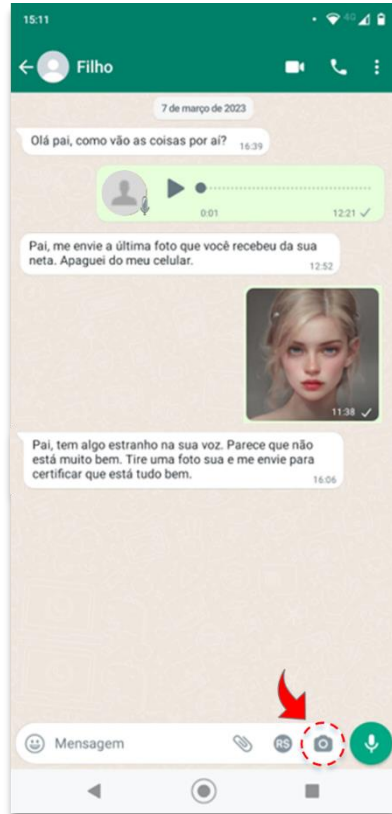 15:11
4G
Filho
7 de março de 2023
Olá pai, como vão as coisas por aí? 16:39
0:01 12:21
Pai, me envie a última foto que você recebeu da sua
neta. Apaguei do meu celular.
12:52
11:38
Pai, tem algo estranho na sua voz. Parece que não
está muito bem. Tire uma foto sua e me envie para
certificar que está tudo bem.
16:06
Mensagem RS